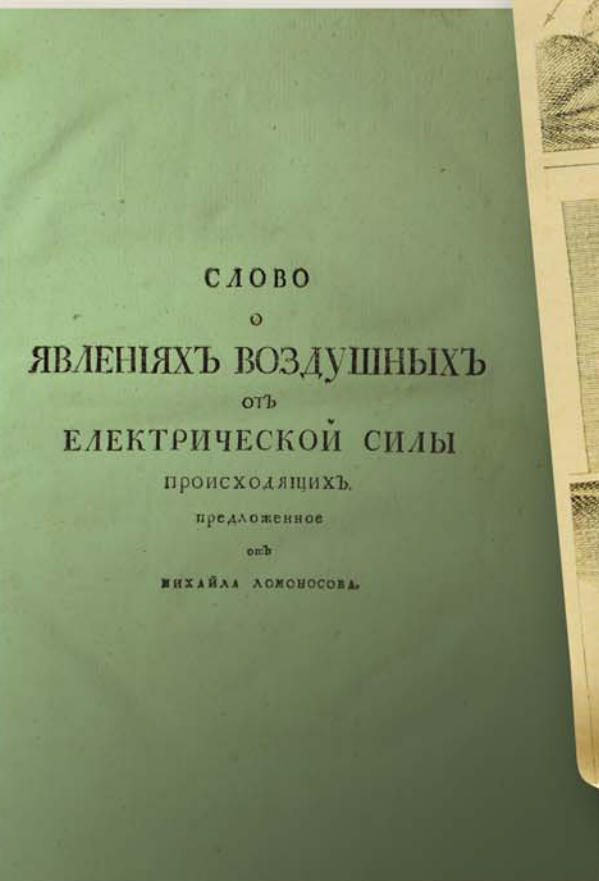 СЛОВО
О
ЯВЛЕНІЯХЪ ВОЗДУШНЫХЪ
ОТЪ
ЕЛЕКТРИЧЕСКОЙ СИЛЫ
ПРОИСХОДЯЩИХЪ,
предложенное
отъ
МИХАЙЛА ЛОМОНОСОВА,